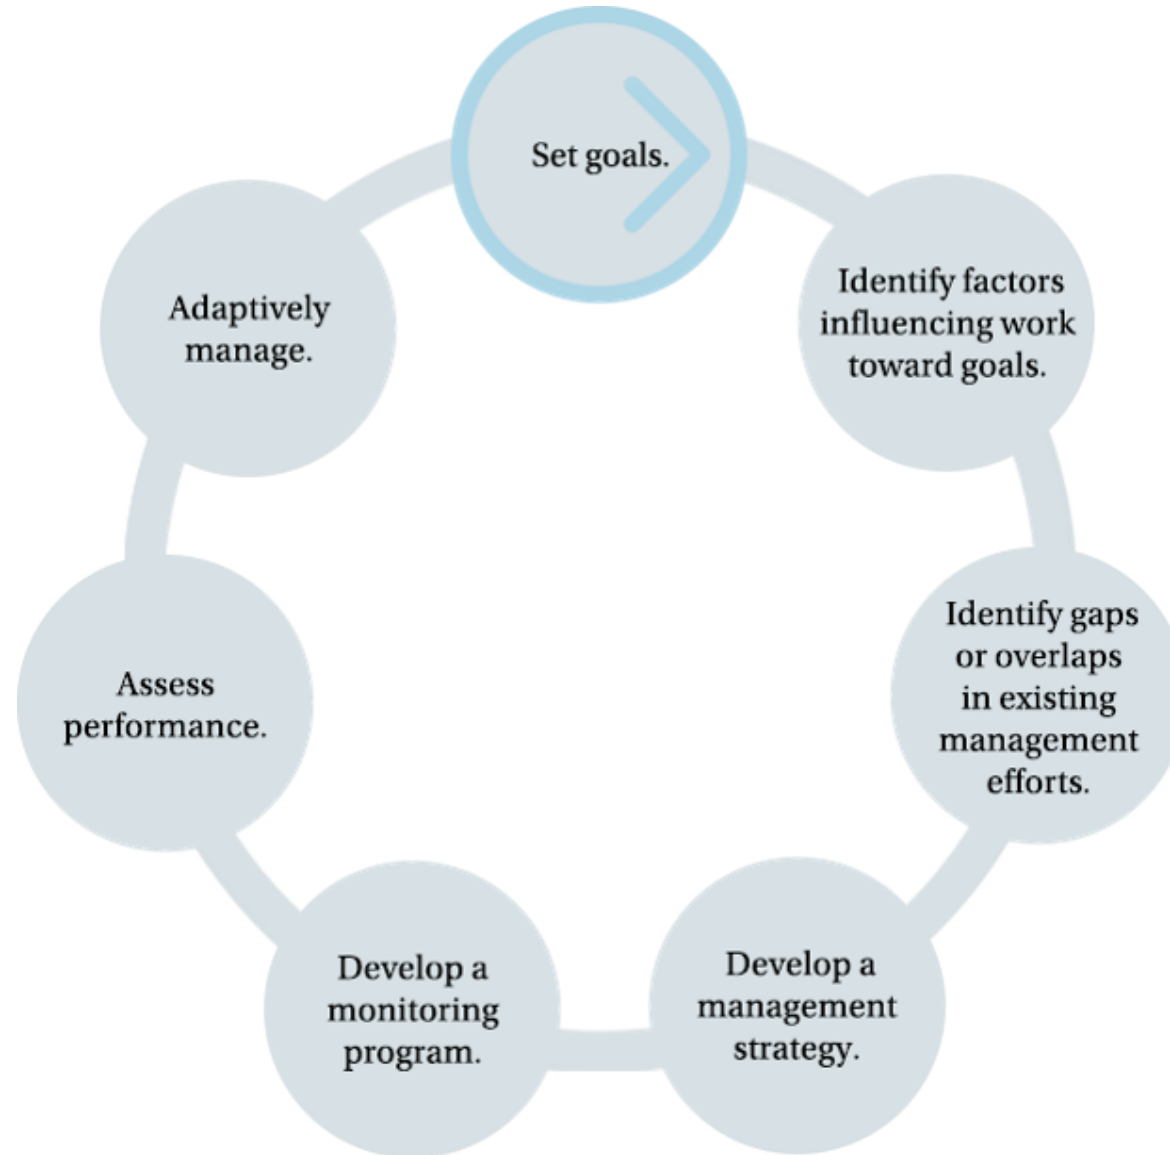 Set goals.
Identify factors
influencing work
toward goals.
Identify gaps
or overlaps
in existing
management
efforts.
Develop a
management
strategy.
Develop a
monitoring
program.
Assess
performance.
Adaptively
manage.